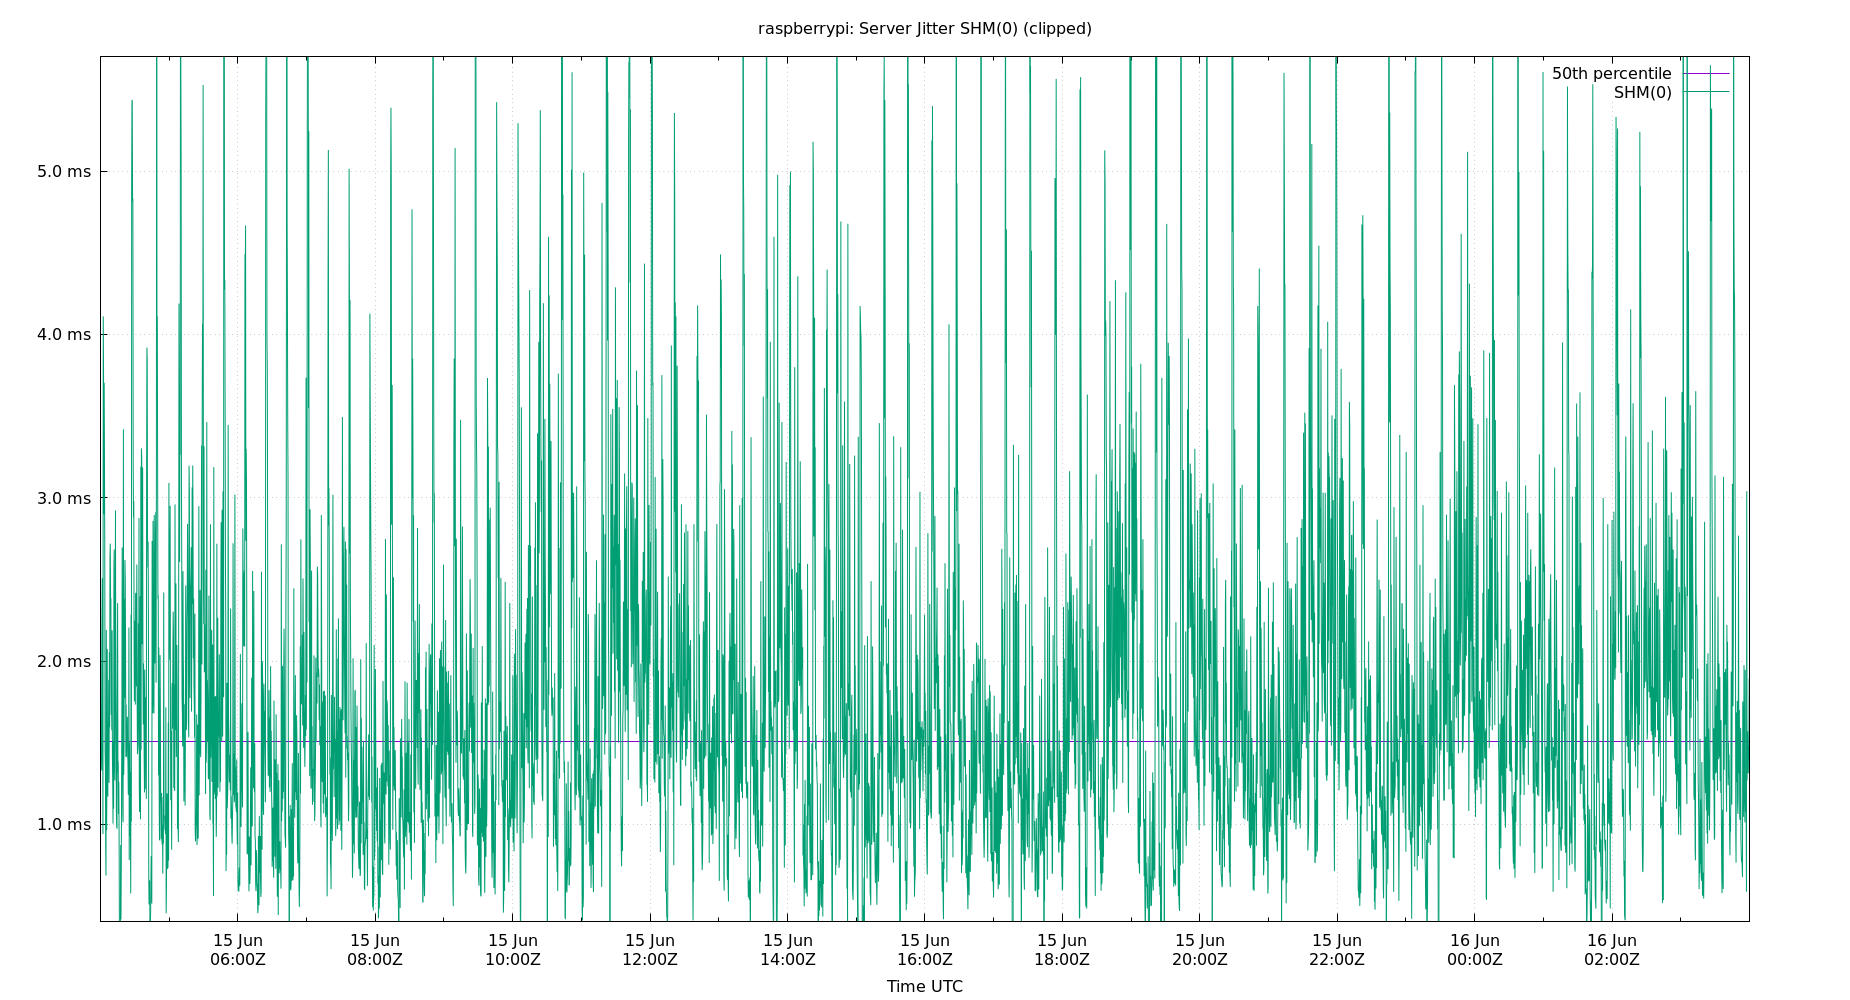 raspberrypi: Server Jitter SHM(0) (clipped)
50th percentile
SHM(0)
5.0 ms
4.0 ms
3.0 ms
2.0 ms
1.0 ms
15 Jun 15 Jun 15 Jun 15 Jun 15 Jun 15 Jun 15 Jun 15 Jun 15 Jun 16 Jun 16 Jun
06:00Z 08:00Z 10:00Z 12:00Z 14:00Z 16:00Z 18:00Z 20:00Z 22:00Z 00:00Z 02:00Z
Time UTC